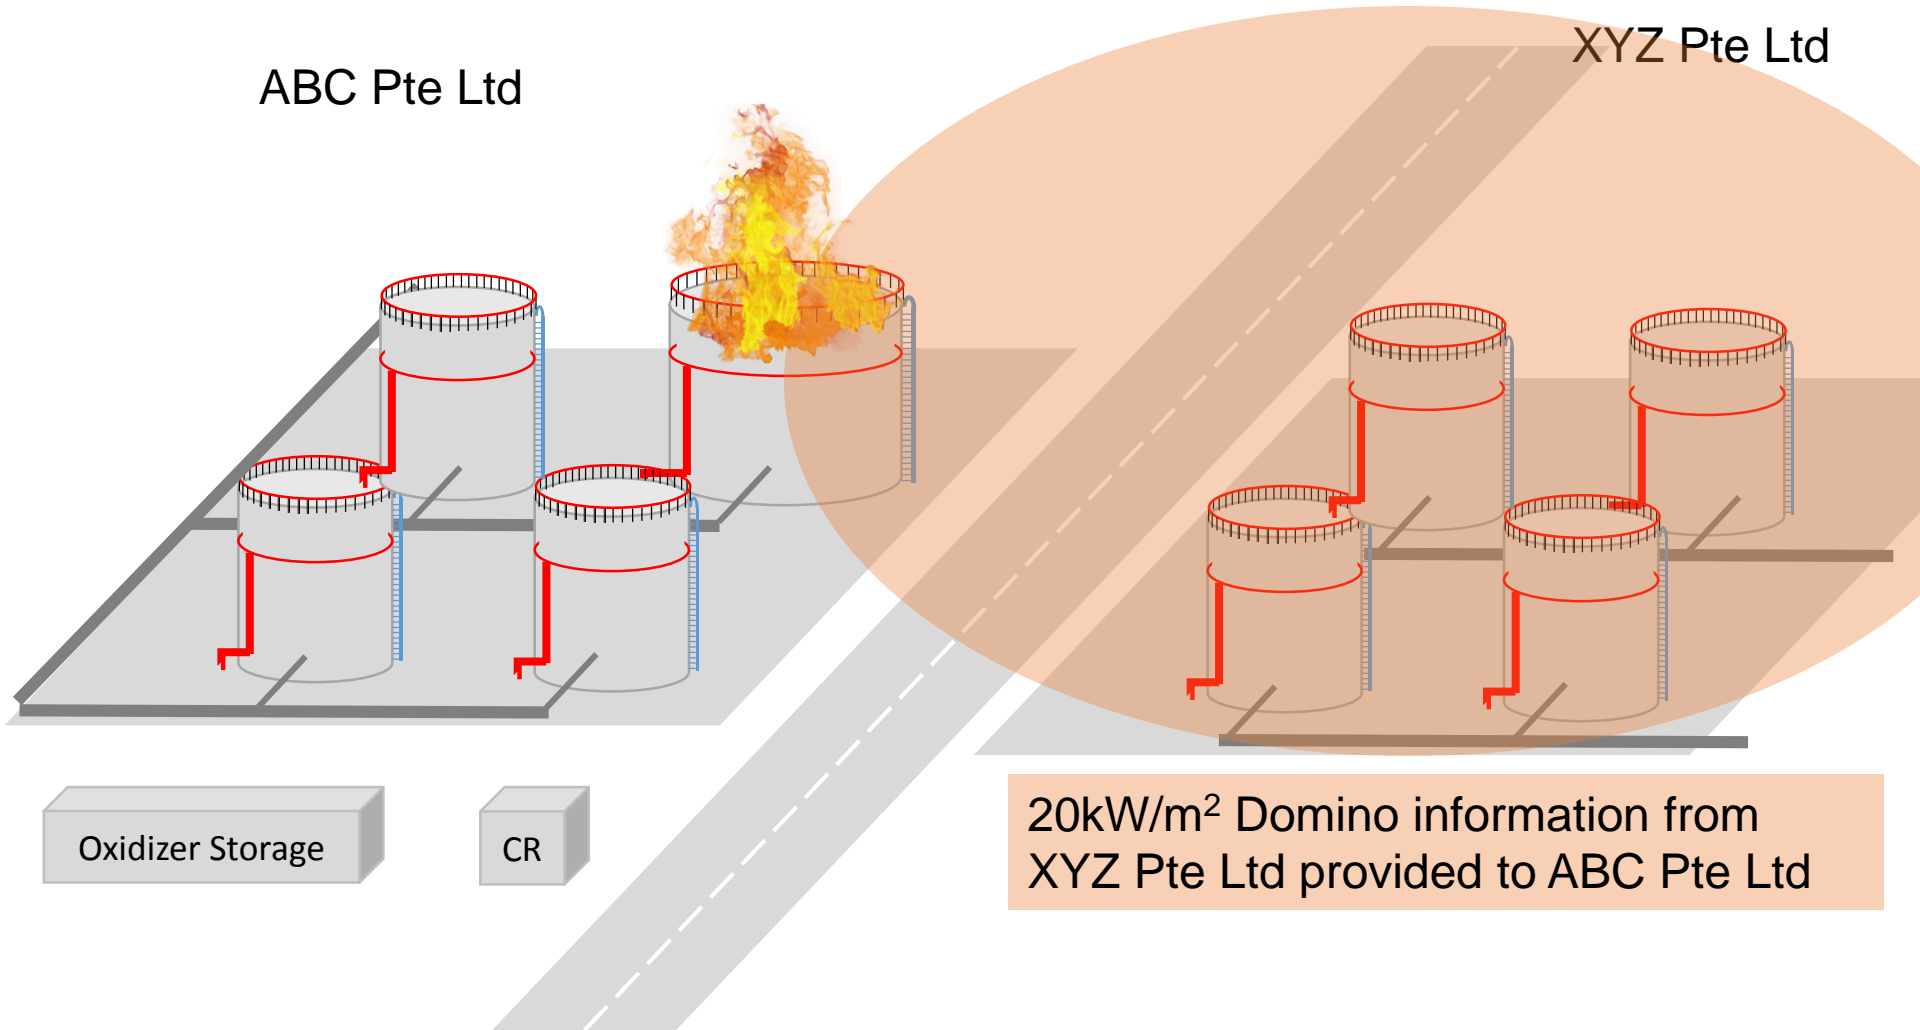 ABC Pte Ltd
XYZ Pte Ltd
Oxidizer Storage
CR
20kW/m² Domino information from
XYZ Pte Ltd provided to ABC Pte Ltd